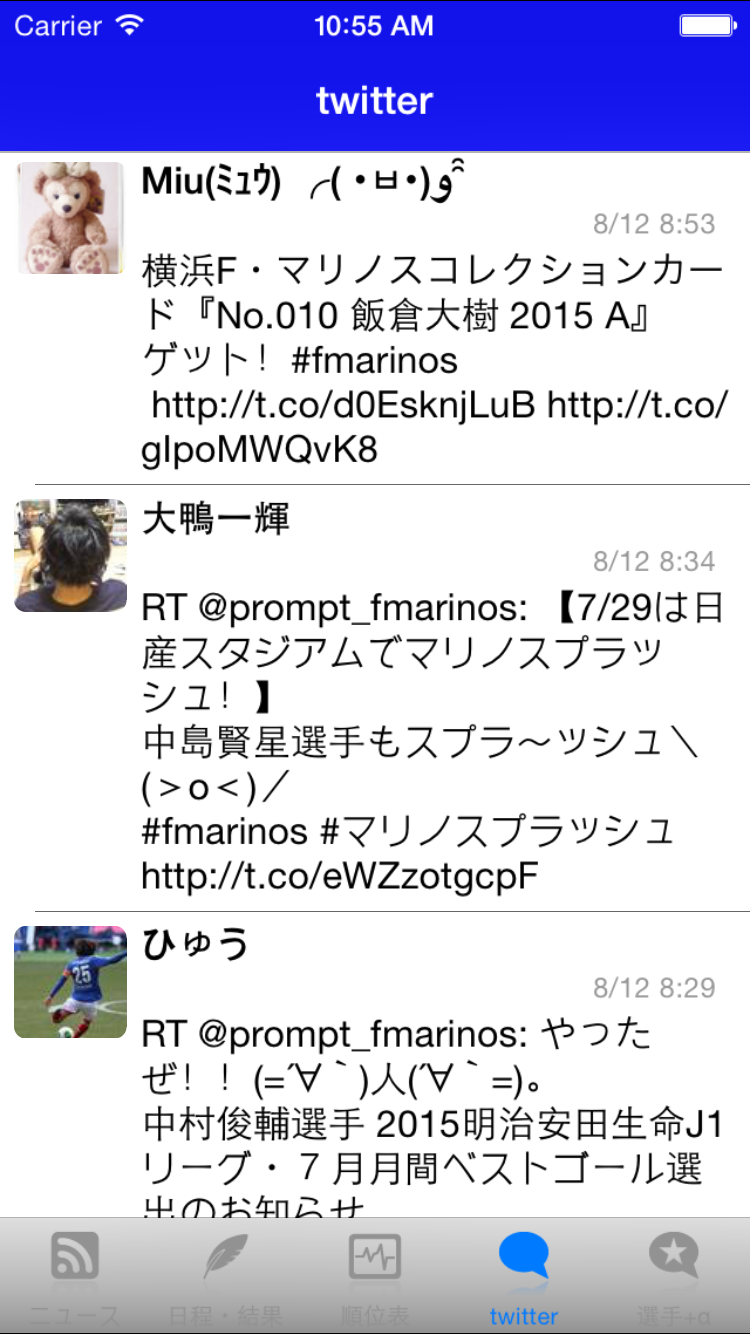 Carrier 10:55 AM
twitter
Miu(ﾐｭｳ) ╭( ･ㅂ･)و ̑̑
8/12 8:53
横浜F・マリノスコレクションカー
ド『No.010 飯倉大樹 2015 A』
ゲット！ #fmarinos
http://t.co/d0EsknjLuB http://t.co/
gIpoMWQvK8
大鴨一輝
8/12 8:34
RT @prompt_fmarinos: 【7/29は日
産スタジアムでマリノスプラッ
シュ！】
中島賢星選手もスプラ〜ッシュ＼
(＞o＜)／
#fmarinos #マリノスプラッシュ
http://t.co/eWZzotgcpF
ひゅう
8/12 8:29
RT @prompt_fmarinos: やった
ぜ！！(=´∀｀)人(´∀｀=)。
中村俊輔選手 2015明治安田生命J1
リーグ・７月月間ベストゴール選
出のお知らせ
25
ニュース 日程・結果 順位表 twitter 選手+α